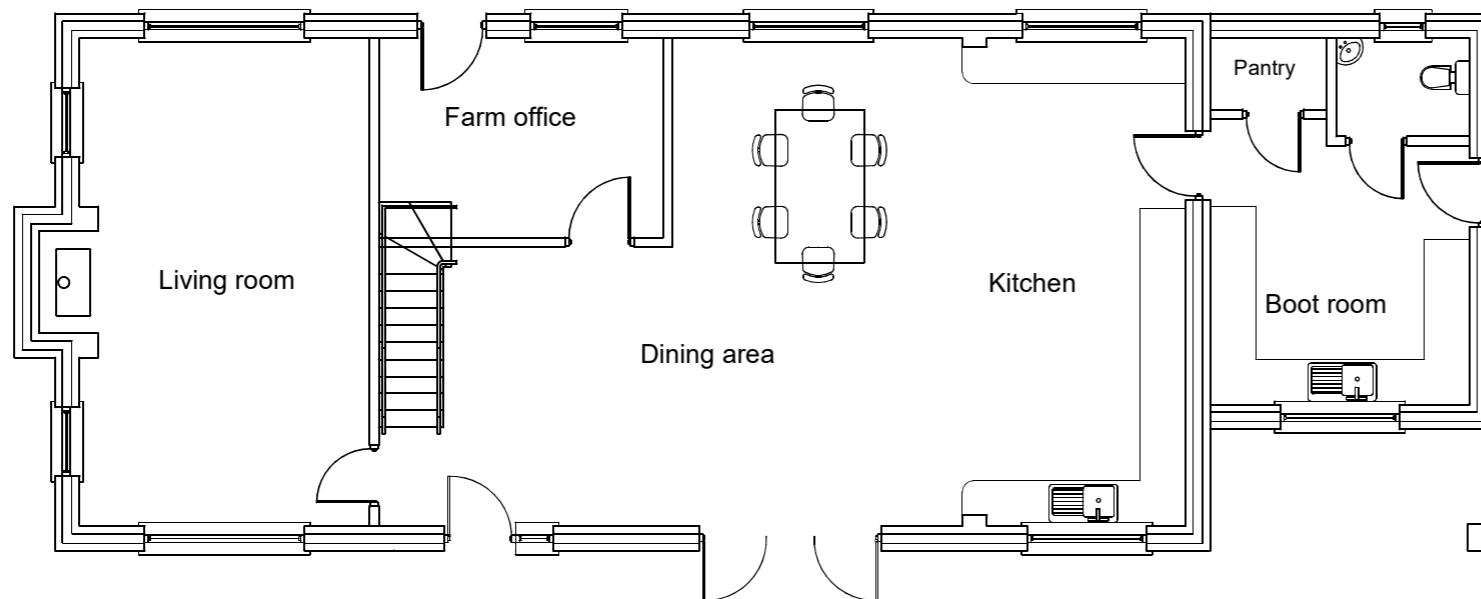 Pantry
Farm office
Living room
Kitchen
Boot room
Dining area